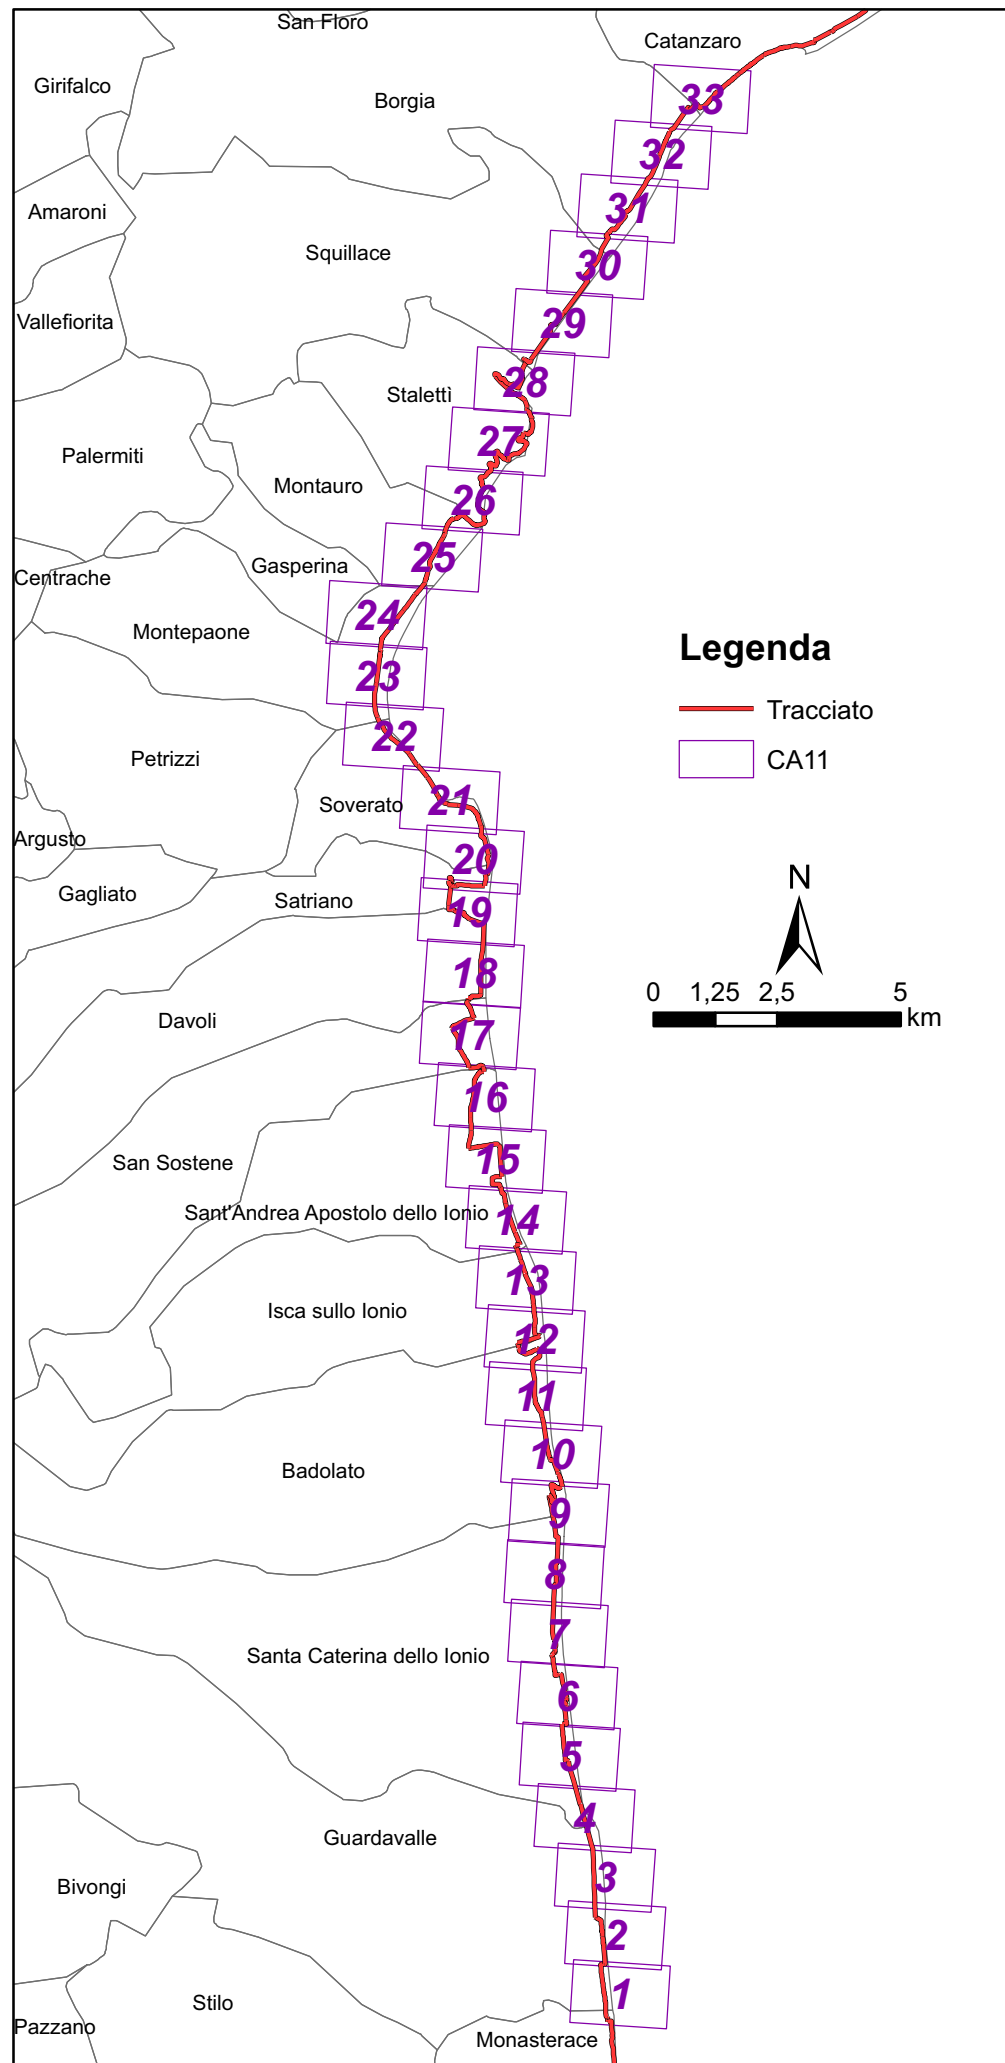 San Floro
Catanzaro
Girifalco
Borgia
33
32
Amaroni
31
Squillace
30
Vallefiorita
29
28
Stalettì
27
Palermiti
Montauro
26
25
Gasperina
Centrache
24
Montepaone
Legenda
23
Tracciato
22
Petrizzi
CA11
21
Soverato
Argusto
20
Gagliato
N
Satriano
19
18
0 1,25 2,5 5
km
Davoli
17
16
San Sostene
15
Sant'Andrea Apostolo dello Ionio
14
13
Isca sullo Ionio
12
11
10
Badolato
9
8
7
Santa Caterina dello Ionio
6
5
4
Guardavalle
3
Bivongi
2
1
Stilo
Pazzano
Monasterace